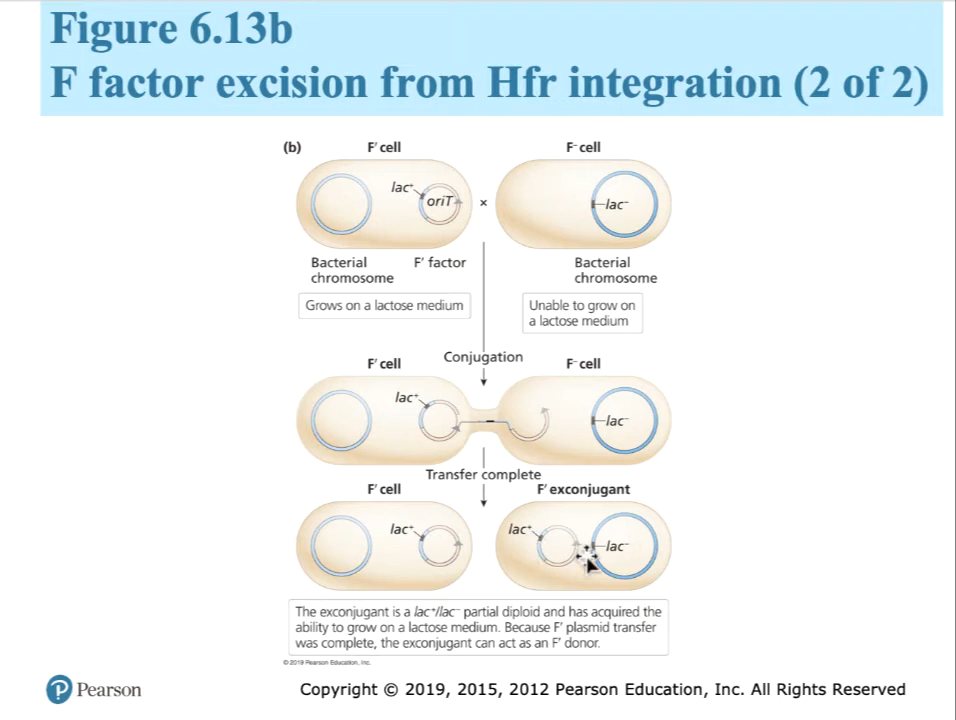 Figure 6.13b
F factor excision from Hfr integration (2 of 2)
(b)
F′ cell
F⁻ cell
lac⁺
oriT
×
lac⁻
Bacterial
chromosome
F′ factor
Bacterial
chromosome
Grows on a lactose medium
Unable to grow on
a lactose medium
Conjugation
F′ cell
F⁻ cell
lac⁺
lac⁻
Transfer complete
F′ cell
F′ exconjugant
lac⁺
lac⁺
lac⁻
The exconjugant is a lac⁺/lac⁻ partial diploid and has acquired the
ability to grow on a lactose medium. Because F′ plasmid transfer
was complete, the exconjugant can act as an F′ donor.
© 2019 Pearson Education, Inc.
P Pearson
Copyright © 2019, 2015, 2012 Pearson Education, Inc. All Rights Reserved